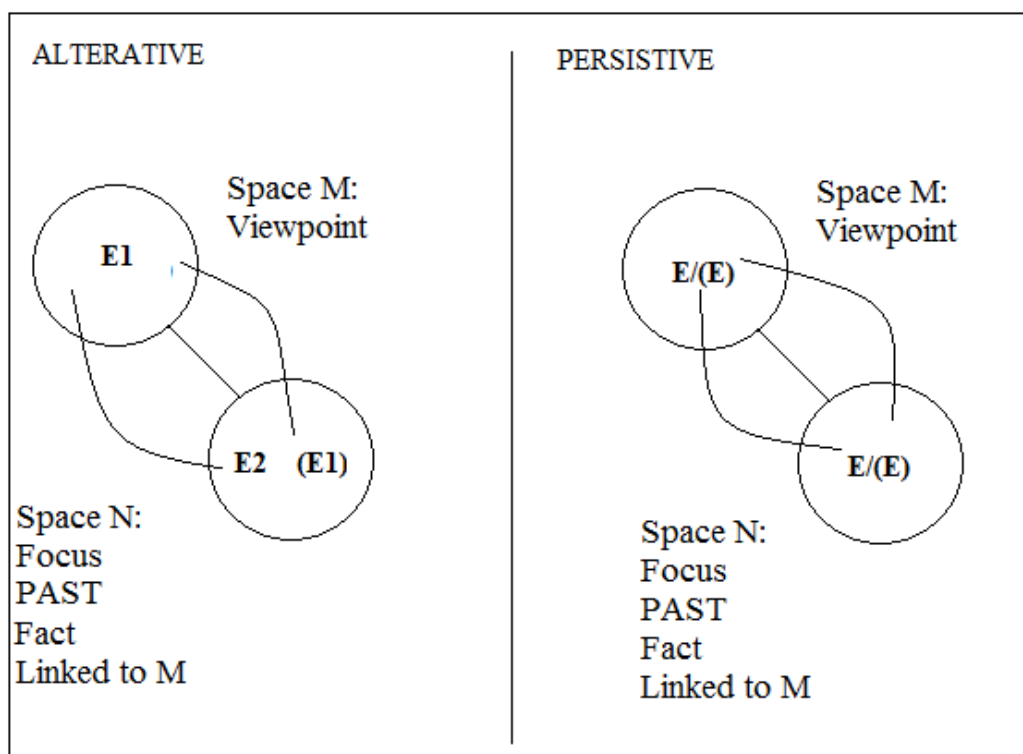 ALTERATIVE
Space M:
Viewpoint
E1
E2 (E1)
Space N:
Focus
PAST
Fact
Linked to M
PERSISTIVE
Space M:
Viewpoint
E/(E)
E/(E)
Space N:
Focus
PAST
Fact
Linked to M